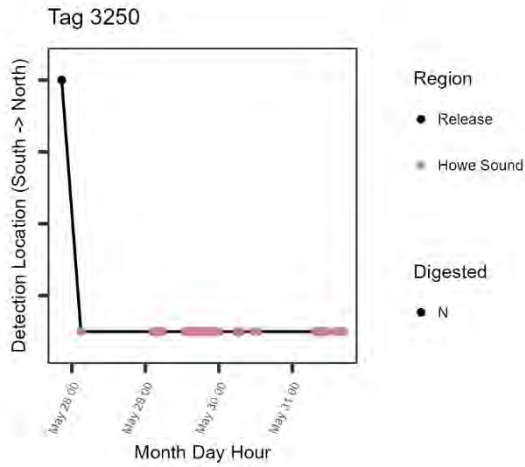 Tag 3250
Detection Location (South -> North)
May 28 00
May 29 00
May 30 00
May 31 00
Month Day Hour
Region
Release
Howe Sound
Digested
N